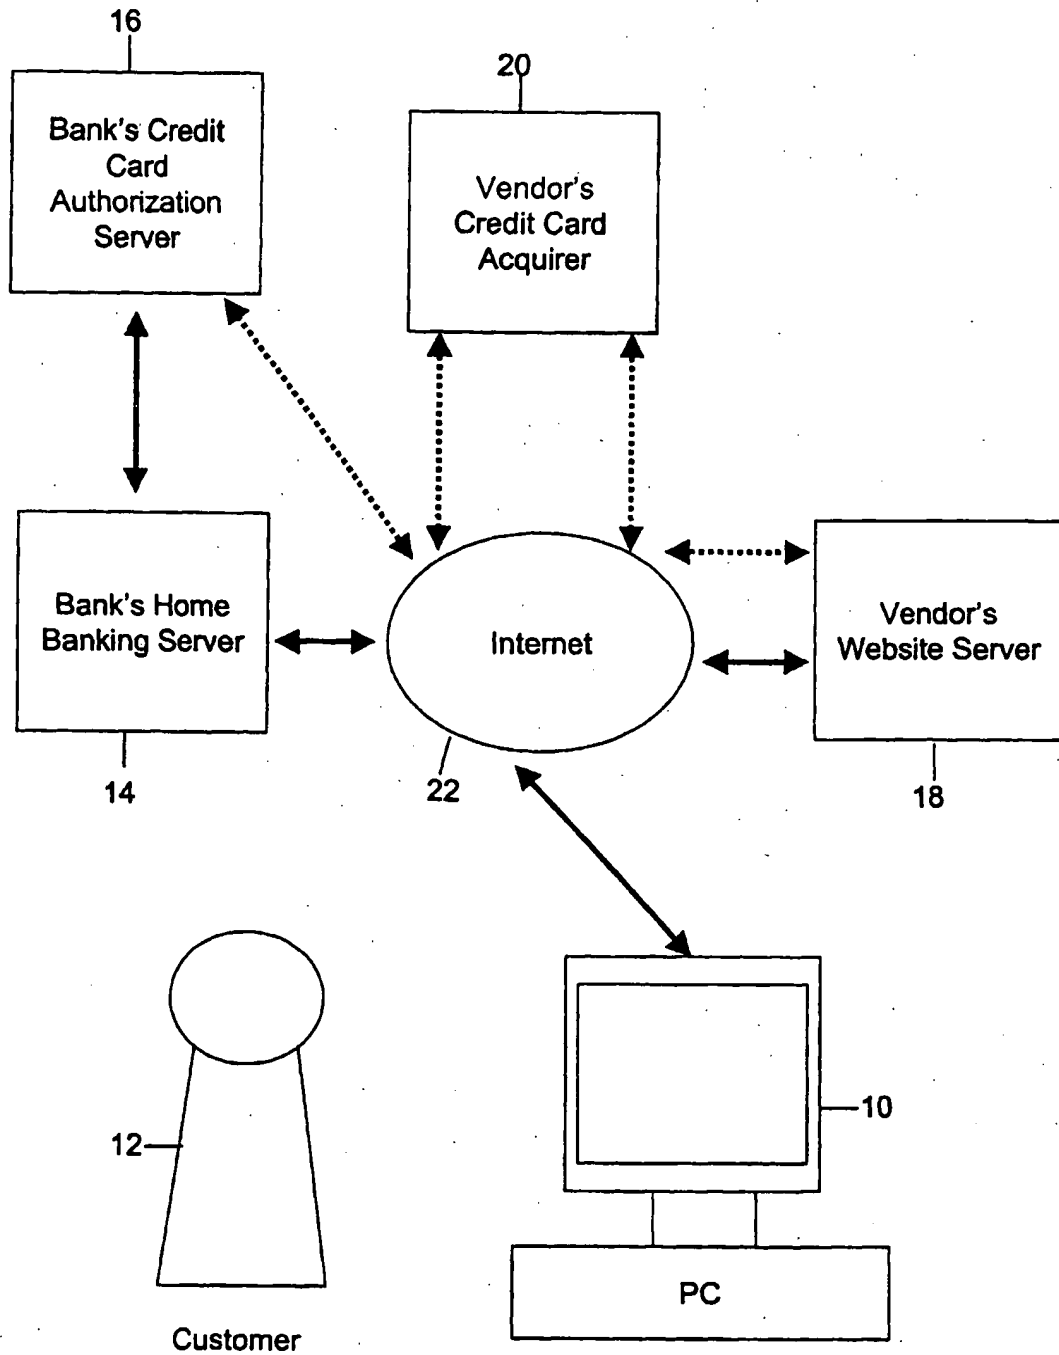 16
20
Bank's Credit
Card
Authorization
Server
Vendor's
Credit Card
Acquirer
Bank's Home
Banking Server
Internet
Vendor's
Website Server
14
22
18
12
10
PC
Customer